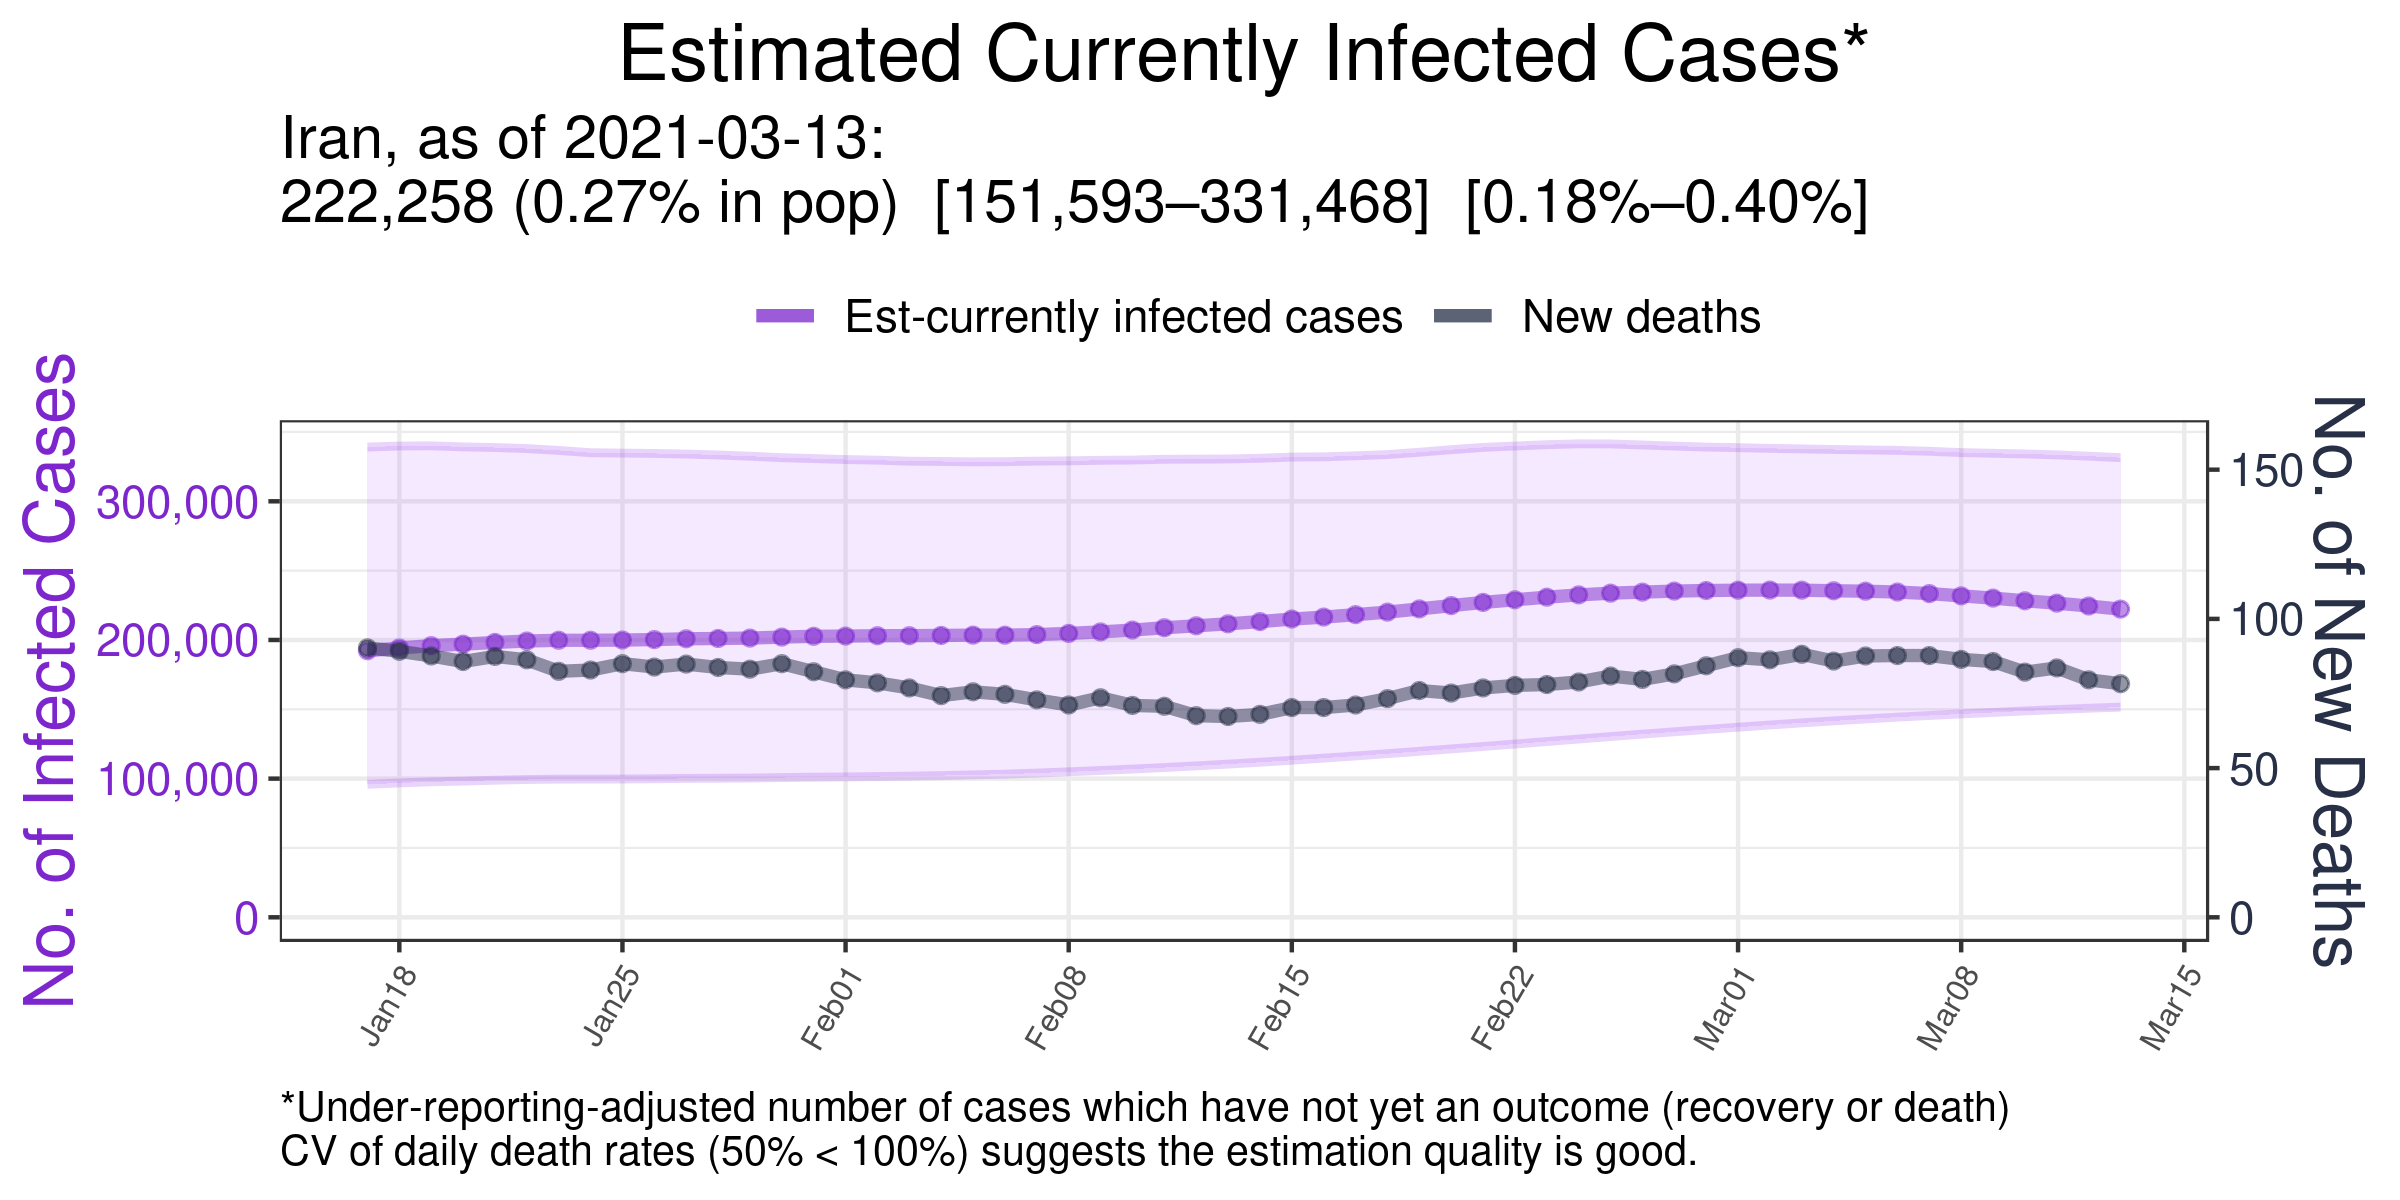 Estimated Currently Infected Cases*
Iran, as of 2021-03-13:
222,258 (0.27% in pop)  [151,593–331,468]  [0.18%–0.40%]
Est-currently infected cases
New deaths
No. of Infected Cases
300,000
200,000
100,000
0
150
100
50
0
No. of New Deaths
Jan18
Jan25
Feb01
Feb08
Feb15
Feb22
Mar01
Mar08
Mar15
*Under-reporting-adjusted number of cases which have not yet an outcome (recovery or death)
CV of daily death rates (50% < 100%) suggests the estimation quality is good.